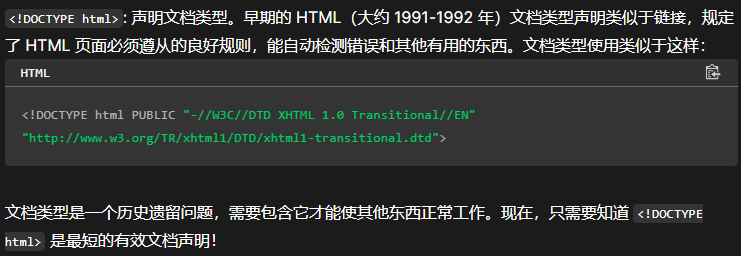 <!DOCTYPE html>: 声明文档类型。早期的 HTML（大约 1991-1992 年）文档类型声明类似于链接，规定
了 HTML 页面必须遵从的良好规则，能自动检测错误和其他有用的东西。文档类型使用类似于这样：
HTML
<!DOCTYPE html PUBLIC "-//W3C//DTD XHTML 1.0 Transitional//EN"
"http://www.w3.org/TR/xhtml1/DTD/xhtml1-transitional.dtd">
文档类型是一个历史遗留问题，需要包含它才能使其他东西正常工作。现在，只需要知道 <!DOCTYPE
html> 是最短的有效文档声明！